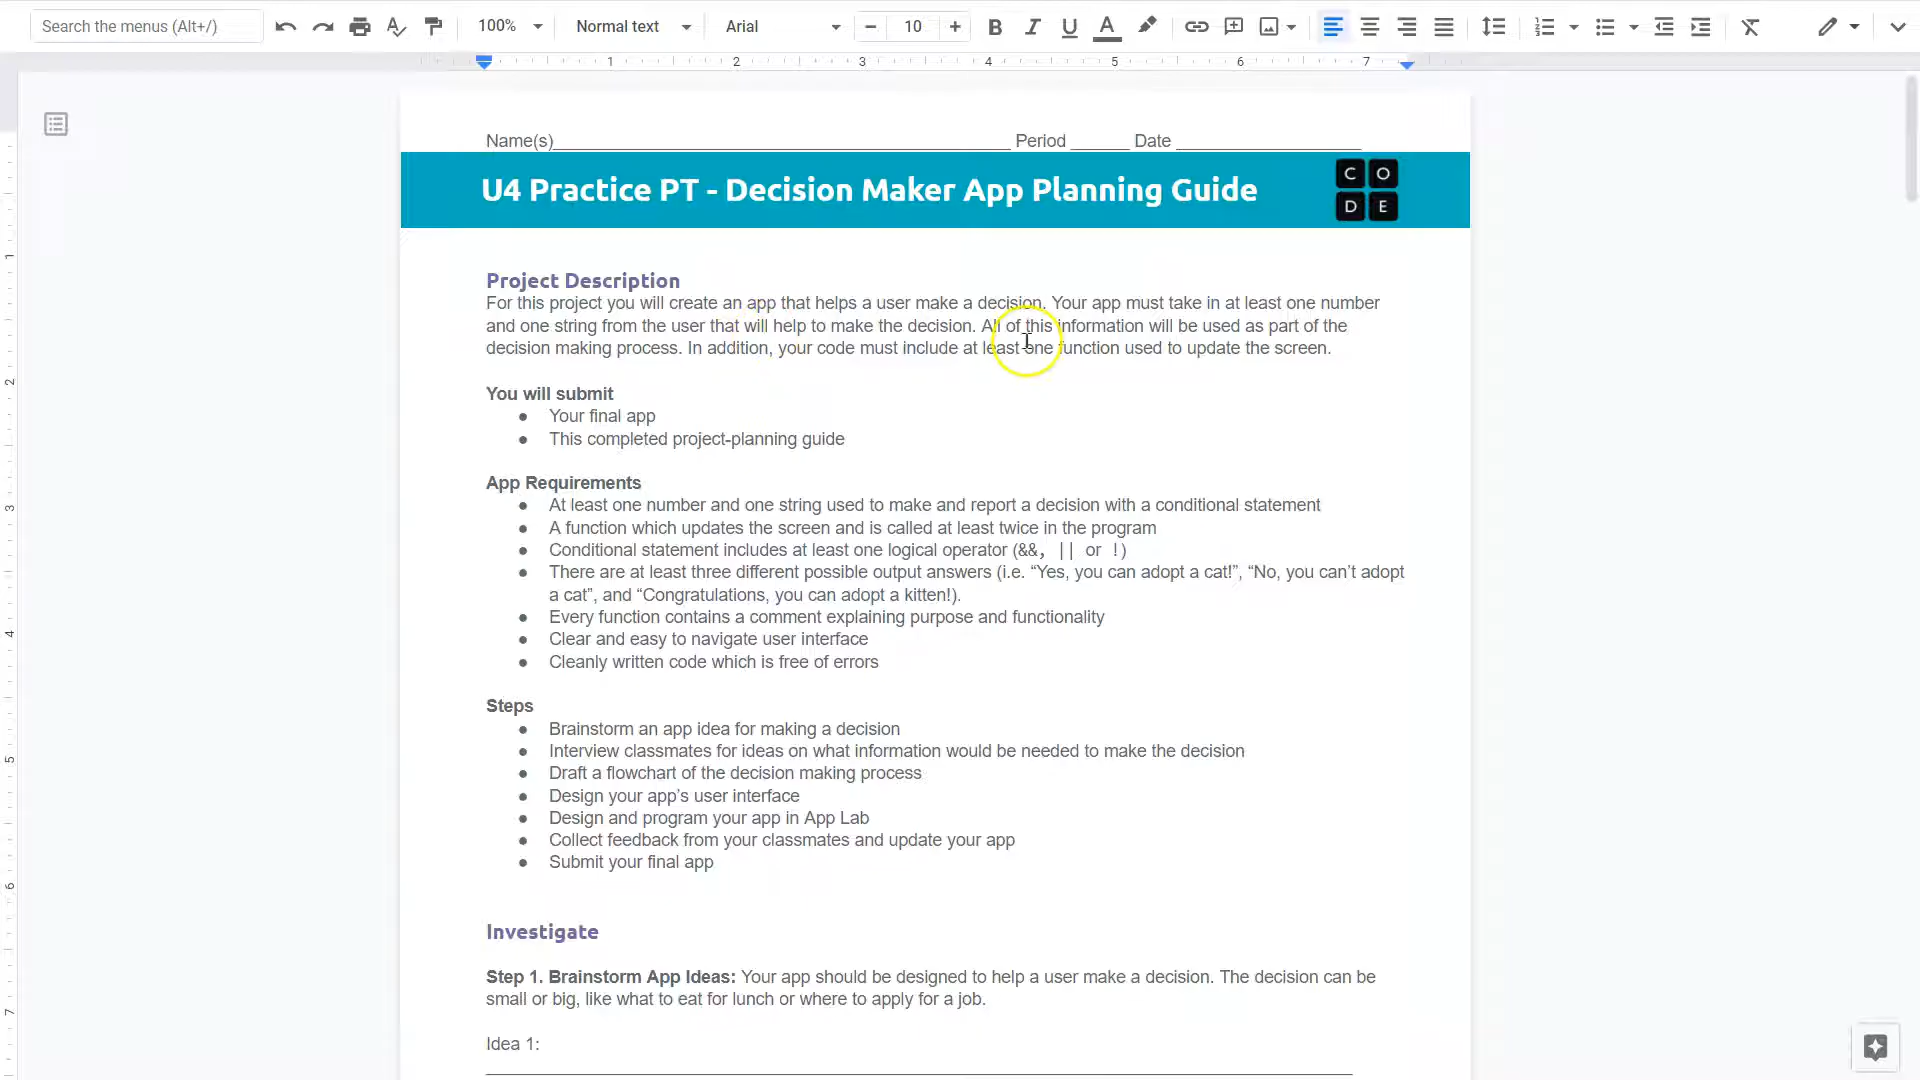 Search the menus (Alt+/)
100%
Normal text
Arial
10
1 2 3 4 5 6 7
Name(s)______________________________________________ Period ______ Date ___________________
U4 Practice PT - Decision Maker App Planning Guide
C O
D E
Project Description
For this project you will create an app that helps a user make a decision. Your app must take in at least one number
and one string from the user that will help to make the decision. All of this information will be used as part of the
decision making process. In addition, your code must include at least one function used to update the screen.
You will submit
● Your final app
● This completed project-planning guide
App Requirements
● At least one number and one string used to make and report a decision with a conditional statement
● A function which updates the screen and is called at least twice in the program
● Conditional statement includes at least one logical operator (&&, || or !)
● There are at least three different possible output answers (i.e. “Yes, you can adopt a cat!”, “No, you can’t adopt
a cat”, and “Congratulations, you can adopt a kitten!).
● Every function contains a comment explaining purpose and functionality
● Clear and easy to navigate user interface
● Cleanly written code which is free of errors
Steps
● Brainstorm an app idea for making a decision
● Interview classmates for ideas on what information would be needed to make the decision
● Draft a flowchart of the decision making process
● Design your app’s user interface
● Design and program your app in App Lab
● Collect feedback from your classmates and update your app
● Submit your final app
Investigate
Step 1. Brainstorm App Ideas: Your app should be designed to help a user make a decision. The decision can be
small or big, like what to eat for lunch or where to apply for a job.
Idea 1:
1
2
3
4
5
6
7